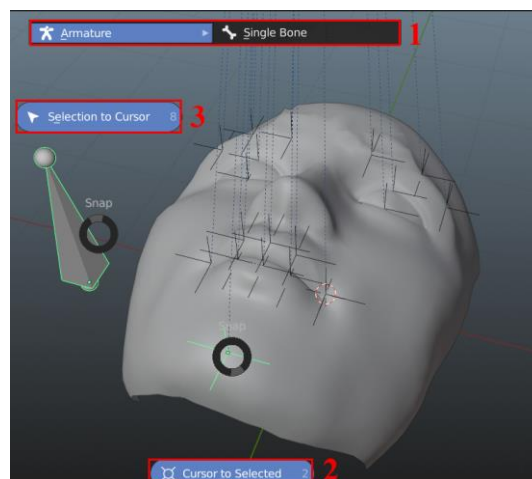 Armature Single Bone 1
Selection to Cursor 8 3
Snap
Snap
Cursor to Selected 2 2